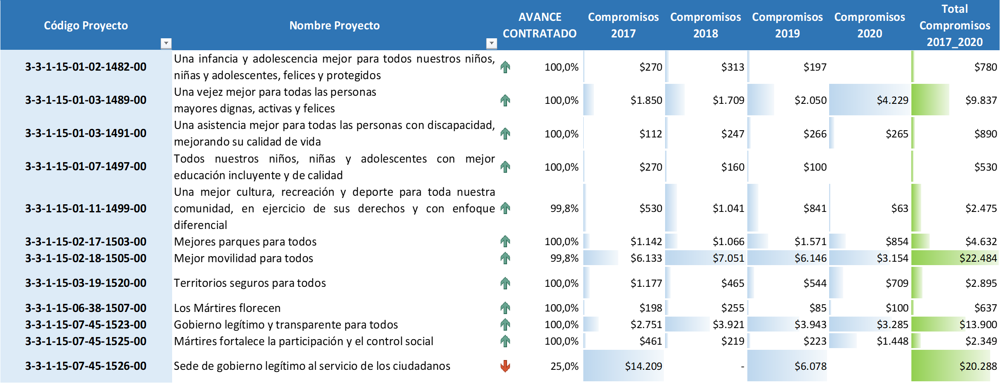 Código Proyecto
Nombre Proyecto
AVANCE
CONTRATADO
Compromisos
2017
Compromisos
2018
Compromisos
2019
Compromisos
2020
Total
Compromisos
2017_2020
3-3-1-15-01-02-1482-00
Una infancia y adolescencia mejor para todos nuestros niños,
niñas y adolescentes, felices y protegidos
100,0% $270 $313 $197 $780
3-3-1-15-01-03-1489-00
Una vejez mejor para todas las personas
mayores dignas, activas y felices
100,0% $1.850 $1.709 $2.050 $4.229 $9.837
3-3-1-15-01-03-1491-00
Una asistencia mejor para todas las personas con discapacidad,
mejorando su calidad de vida
100,0% $112 $247 $266 $265 $890
3-3-1-15-01-07-1497-00
Todos nuestros niños, niñas y adolescentes con mejor
educación incluyente y de calidad
100,0% $270 $160 $100 $530
3-3-1-15-01-11-1499-00
Una mejor cultura, recreación y deporte para toda nuestra
comunidad, en ejercicio de sus derechos y con enfoque
diferencial
99,8% $530 $1.041 $841 $63 $2.475
3-3-1-15-02-17-1503-00 Mejores parques para todos 100,0% $1.142 $1.066 $1.571 $854 $4.632
3-3-1-15-02-18-1505-00 Mejor movilidad para todos 99,8% $6.133 $7.051 $6.146 $3.154 $22.484
3-3-1-15-03-19-1520-00 Territorios seguros para todos 100,0% $1.177 $465 $544 $709 $2.895
3-3-1-15-06-38-1507-00 Los Mártires florecen 100,0% $198 $255 $85 $100 $637
3-3-1-15-07-45-1523-00 Gobierno legítimo y transparente para todos 100,0% $2.751 $3.921 $3.943 $3.285 $13.900
3-3-1-15-07-45-1525-00 Mártires fortalece la participación y el control social 100,0% $461 $219 $223 $1.448 $2.349
3-3-1-15-07-45-1526-00 Sede de gobierno legítimo al servicio de los ciudadanos 25,0% $14.209 - $6.078 $20.288